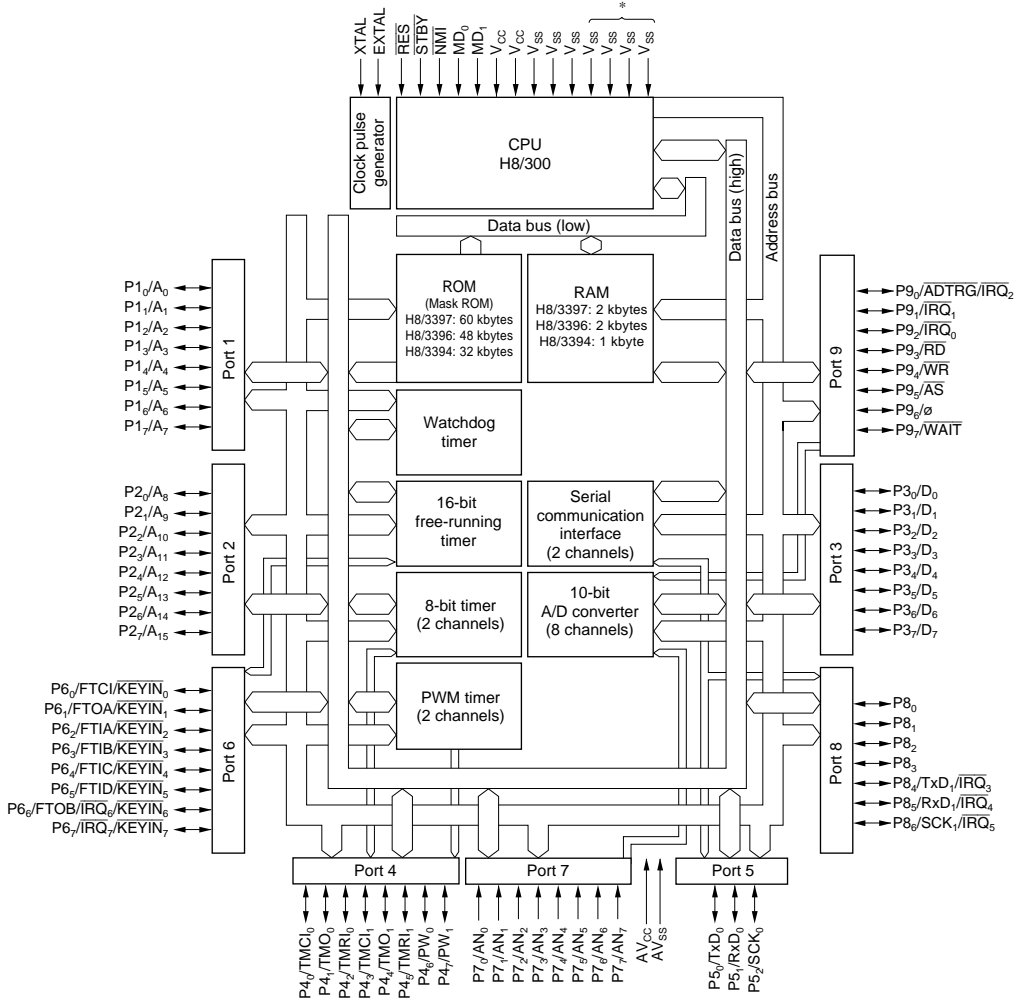 *
XTAL
EXTAL
RES
STBY
NMI
MD0
MD1
VCC
VCC
VSS
VSS
VSS
VSS
VSS
VSS
VSS
Clock pulse
generator
CPU
H8/300
Data bus (low)
Data bus (high)
Address bus
ROM
(Mask ROM)
H8/3397: 60 kbytes
H8/3396: 48 kbytes
H8/3394: 32 kbytes
RAM
H8/3397: 2 kbytes
H8/3396: 2 kbytes
H8/3394: 1 kbyte
Watchdog
timer
16-bit
free-running
timer
Serial
communication
interface
(2 channels)
8-bit timer
(2 channels)
10-bit
A/D converter
(8 channels)
PWM timer
(2 channels)
P10/A0
P11/A1
P12/A2
P13/A3
P14/A4
P15/A5
P16/A6
P17/A7
Port 1
P20/A8
P21/A9
P22/A10
P23/A11
P24/A12
P25/A13
P26/A14
P27/A15
Port 2
P60/FTCI/KEYIN0
P61/FTOA/KEYIN1
P62/FTIA/KEYIN2
P63/FTIB/KEYIN3
P64/FTIC/KEYIN4
P65/FTID/KEYIN5
P66/FTOB/IRQ6/KEYIN6
P67/IRQ7/KEYIN7
Port 6
Port 9
P90/ADTRG/IRQ2
P91/IRQ1
P92/IRQ0
P93/RD
P94/WR
P95/AS
P96/ø
P97/WAIT
Port 3
P30/D0
P31/D1
P32/D2
P33/D3
P34/D4
P35/D5
P36/D6
P37/D7
Port 8
P80
P81
P82
P83
P84/TxD1/IRQ3
P85/RxD1/IRQ4
P86/SCK1/IRQ5
Port 4
Port 7
Port 5
P40/TMCI0
P41/TMO0
P42/TMRI0
P43/TMCI1
P44/TMO1
P45/TMRI1
P46/PW0
P47/PW1
P70/AN0
P71/AN1
P72/AN2
P73/AN3
P74/AN4
P75/AN5
P76/AN6
P77/AN7
AVCC
AVSS
P50/TxD0
P51/RxD0
P52/SCK0